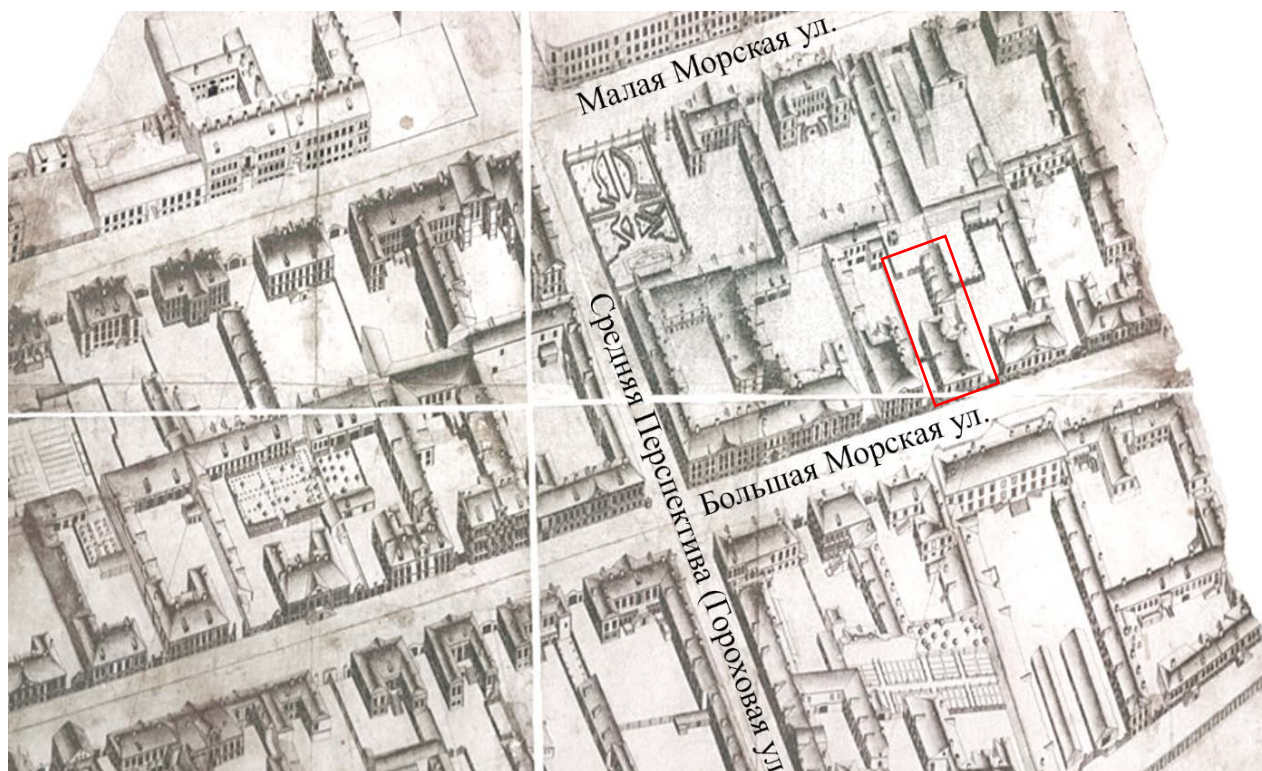 Малая Морская ул.
Средняя Перспектива (Гороховая ул
Большая Морская ул.